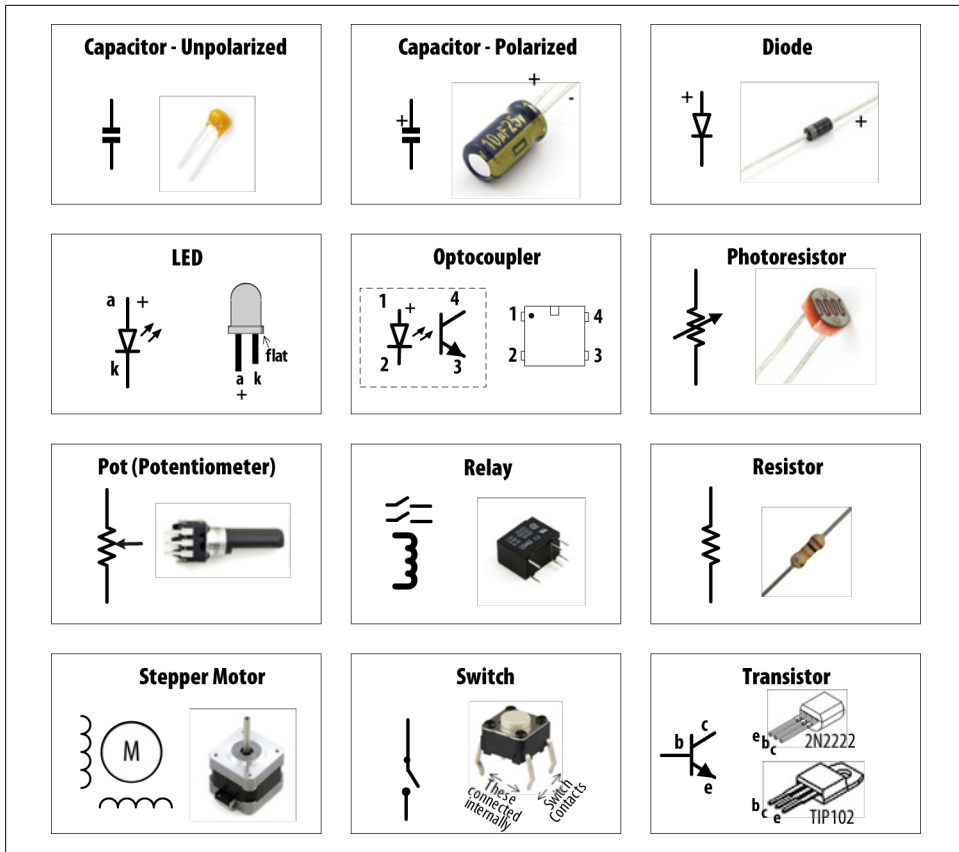 Capacitor - Unpolarized
Capacitor - Polarized
+
+
-
10µF25v
Diode
+
+
LED
a
+
k
flat
a k
+
Optocoupler
1
+
4
2
3
1
4
2
3
Photoresistor
Pot (Potentiometer)
Relay
Resistor
Stepper Motor
M
Switch
These
connected
internally
Switch
Contacts
Transistor
c
b
e
e b c
2N2222
b c e
TIP102